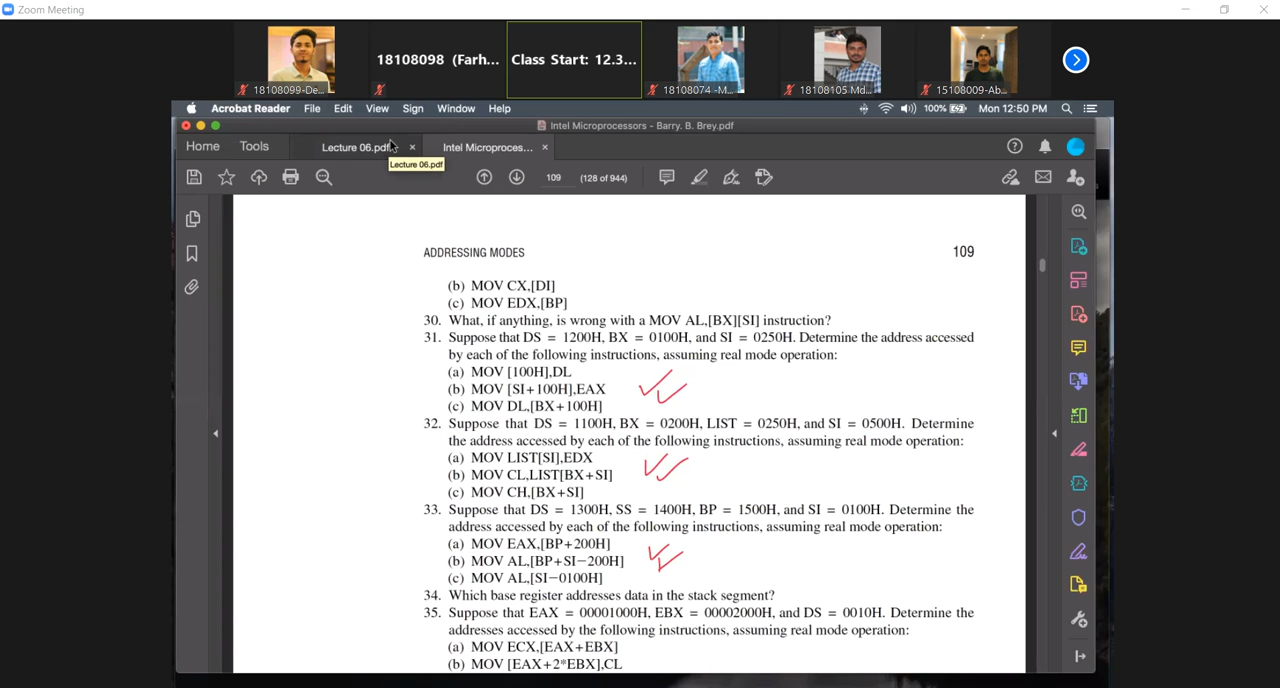 Zoom Meeting
18108099-De...
18108098 (Farh...
Class Start: 12.3...
18108074 -M...
18108105 Md...
15108009-Ab...
Acrobat Reader File Edit View Sign Window Help
100% Mon 12:50 PM
Intel Microprocessors - Barry. B. Brey.pdf
Home Tools Lecture 06.pdf × Intel Microproces... ×
Lecture 06.pdf
109 (128 of 944)
ADDRESSING MODES 109
(b) MOV CX,[DI]
(c) MOV EDX,[BP]
30. What, if anything, is wrong with a MOV AL,[BX][SI] instruction?
31. Suppose that DS = 1200H, BX = 0100H, and SI = 0250H. Determine the address accessed
by each of the following instructions, assuming real mode operation:
(a) MOV [100H],DL
(b) MOV [SI+100H],EAX
(c) MOV DL,[BX+100H]
32. Suppose that DS = 1100H, BX = 0200H, LIST = 0250H, and SI = 0500H. Determine
the address accessed by each of the following instructions, assuming real mode operation:
(a) MOV LIST[SI],EDX
(b) MOV CL,LIST[BX+SI]
(c) MOV CH,[BX+SI]
33. Suppose that DS = 1300H, SS = 1400H, BP = 1500H, and SI = 0100H. Determine the
address accessed by each of the following instructions, assuming real mode operation:
(a) MOV EAX,[BP+200H]
(b) MOV AL,[BP+SI−200H]
(c) MOV AL,[SI−0100H]
34. Which base register addresses data in the stack segment?
35. Suppose that EAX = 00001000H, EBX = 00002000H, and DS = 0010H. Determine the
addresses accessed by the following instructions, assuming real mode operation:
(a) MOV ECX,[EAX+EBX]
(b) MOV [EAX+2*EBX],CL